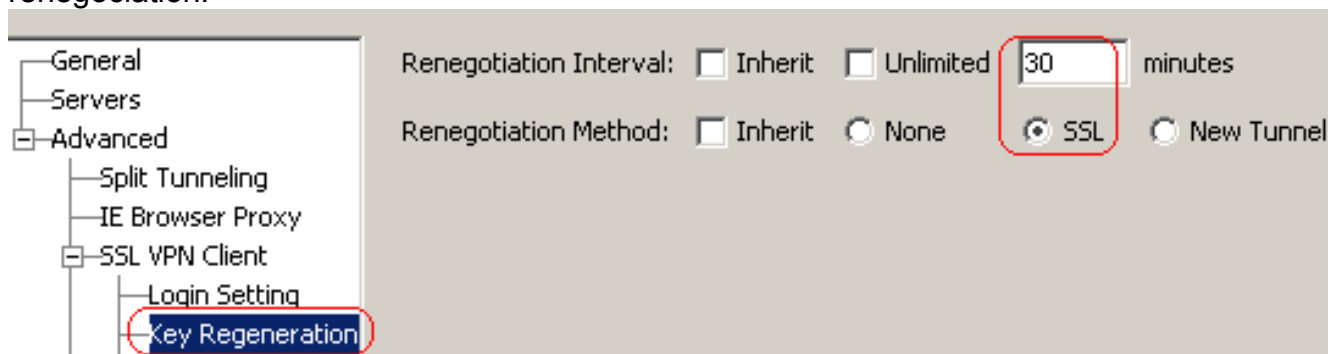 renegociation.
General
Servers
Advanced
Split Tunneling
IE Browser Proxy
SSL VPN Client
Login Setting
Key Regeneration
Renegotiation Interval: Inherit Unlimited 30 minutes
Renegotiation Method: Inherit None SSL New Tunnel